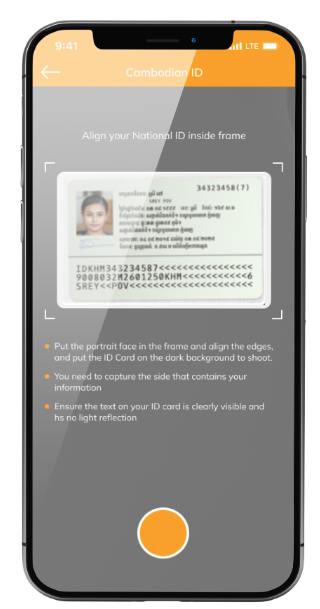 9:41
LTE
Cambodian ID
Align your National ID inside frame
34323458(7)
SREY POV
IDKHM343234587<<<<<<<<<<<<<<<
9008032M2601250KHM<<<<<<<<<<<6
SREY<<POV<<<<<<<<<<<<<<<<<<<<<
Put the portrait face in the frame and align the edges,
and put the ID Card on the dark background to shoot.
You need to capture the side that contains your
information
Ensure the text on your ID card is clearly visible and
hs no light reflection